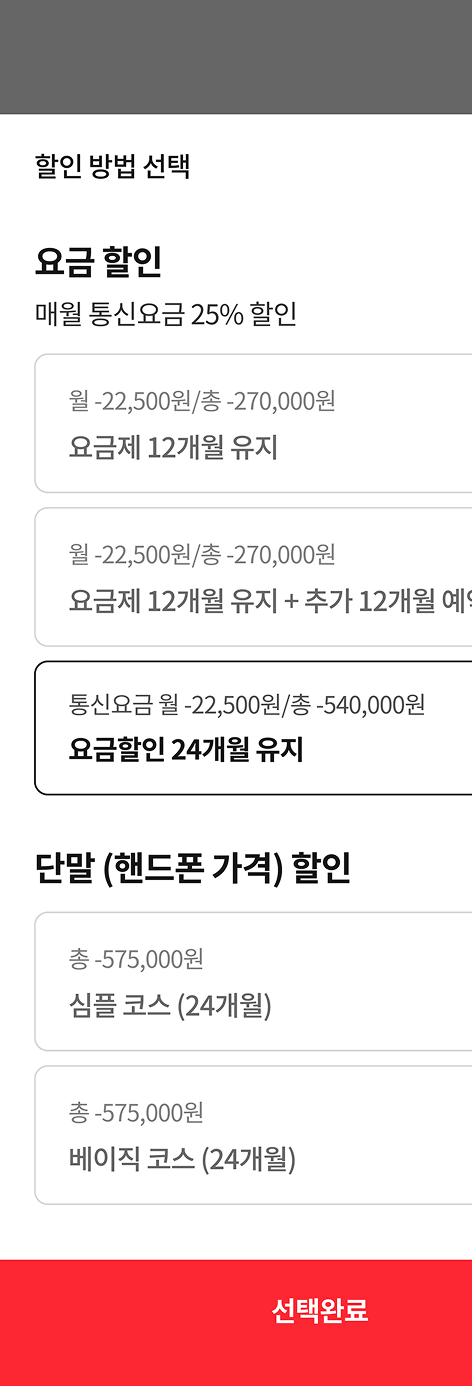 할인 방법 선택
요금 할인
매월 통신요금 25% 할인
월 -22,500원/총 -270,000원
요금제 12개월 유지
월 -22,500원/총 -270,000원
요금제 12개월 유지 + 추가 12개월
통신요금 월 -22,500원/총 -540,000원
요금할인 24개월 유지
단말 (핸드폰 가격) 할인
총 -575,000원
심플 코스 (24개월)
총 -575,000원
베이직 코스 (24개월)
선택완료